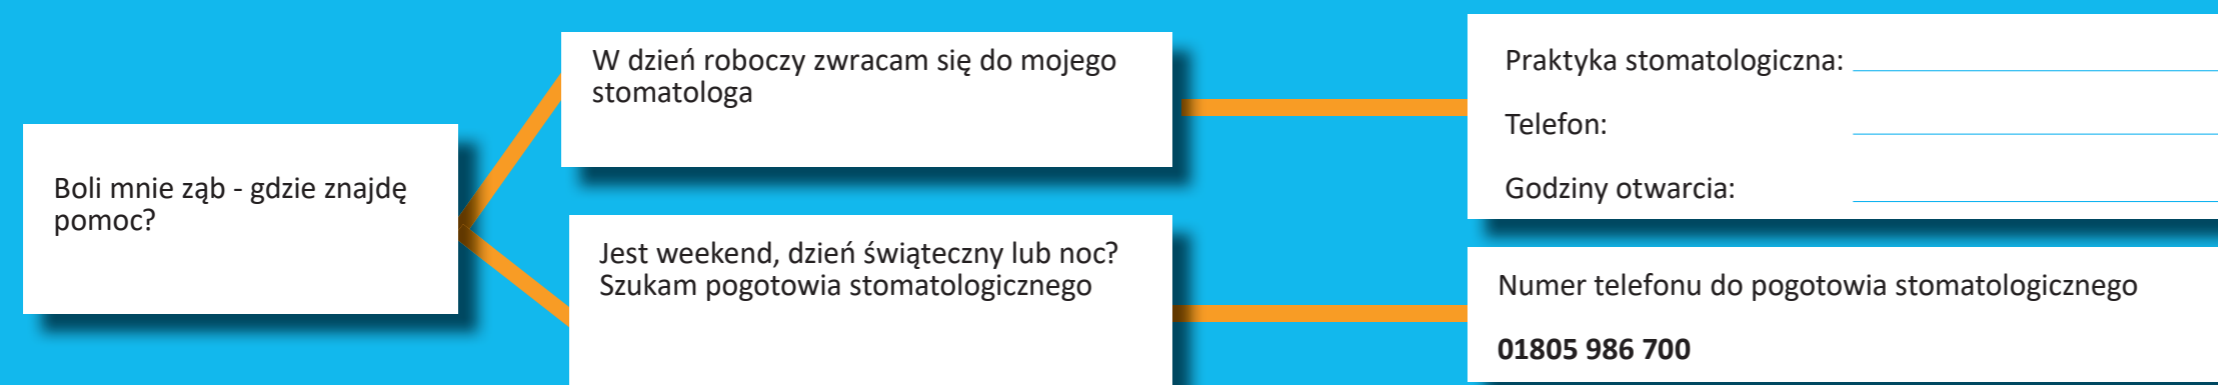 Boli mnie ząb - gdzie znajdę
pomoc?
W dzień roboczy zwracam się do mojego
stomatologa
Praktyka stomatologiczna:
Telefon:
Godziny otwarcia:
Jest weekend, dzień świąteczny lub noc?
Szukam pogotowia stomatologicznego
Numer telefonu do pogotowia stomatologicznego
01805 986 700